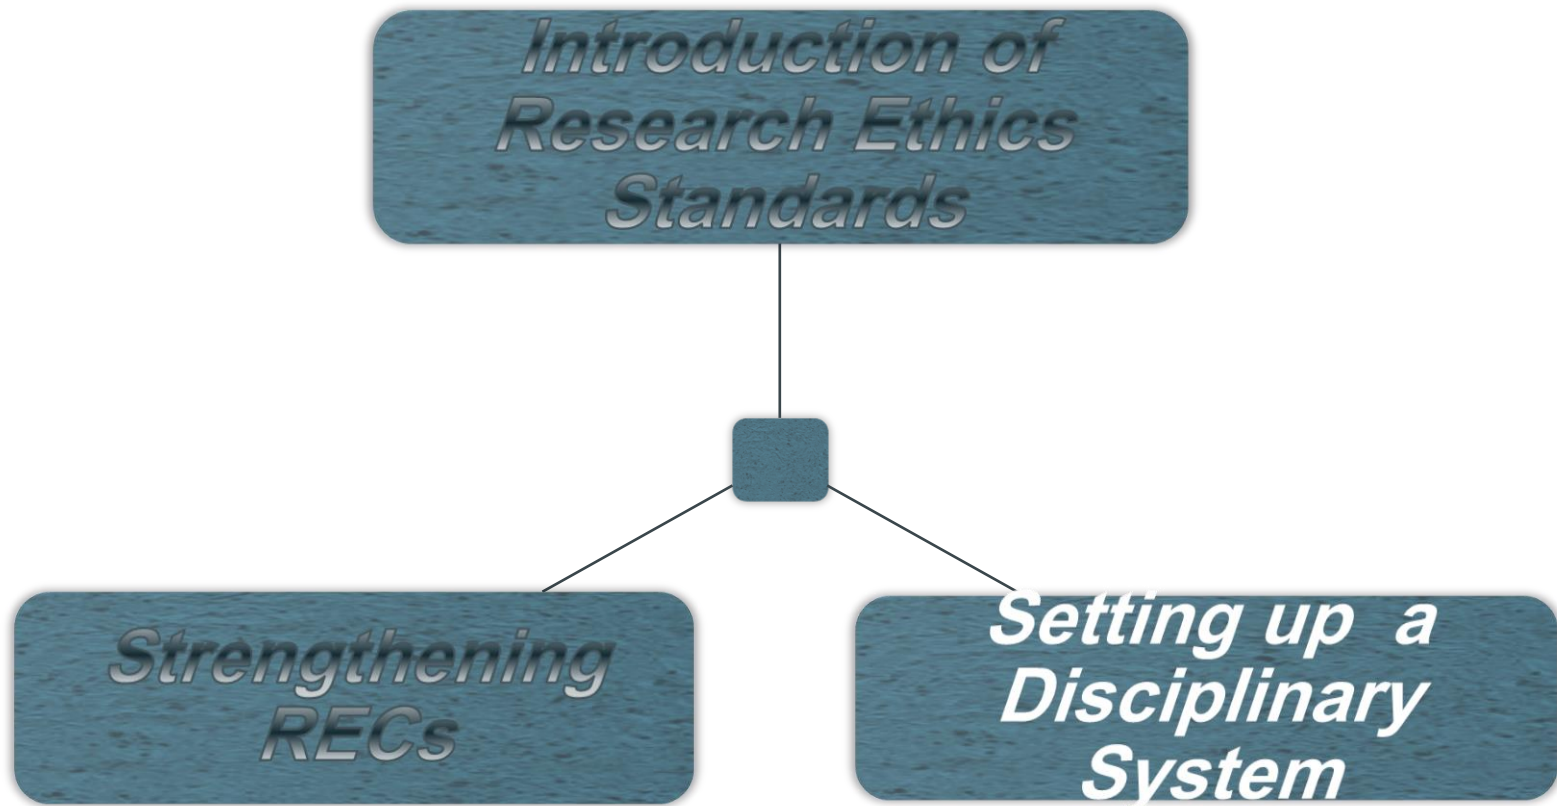 Introduction of
Research Ethics
Standards
Strengthening
RECs
Setting up a
Disciplinary
System